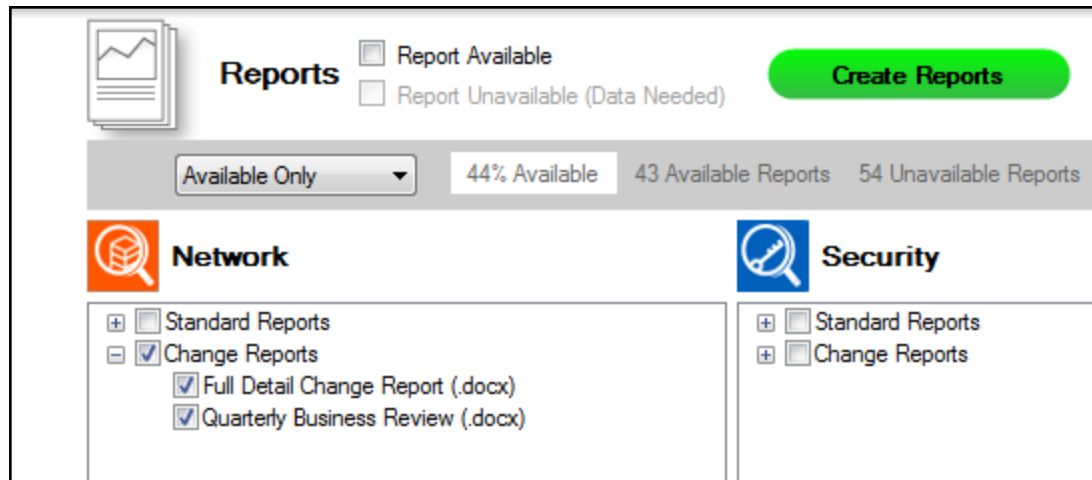 Reports
Report Available
Report Unavailable (Data Needed)
Create Reports
Available Only
44% Available
43 Available Reports
54 Unavailable Reports
Network
Security
Standard Reports
Change Reports
Full Detail Change Report (.docx)
Quarterly Business Review (.docx)
Standard Reports
Change Reports